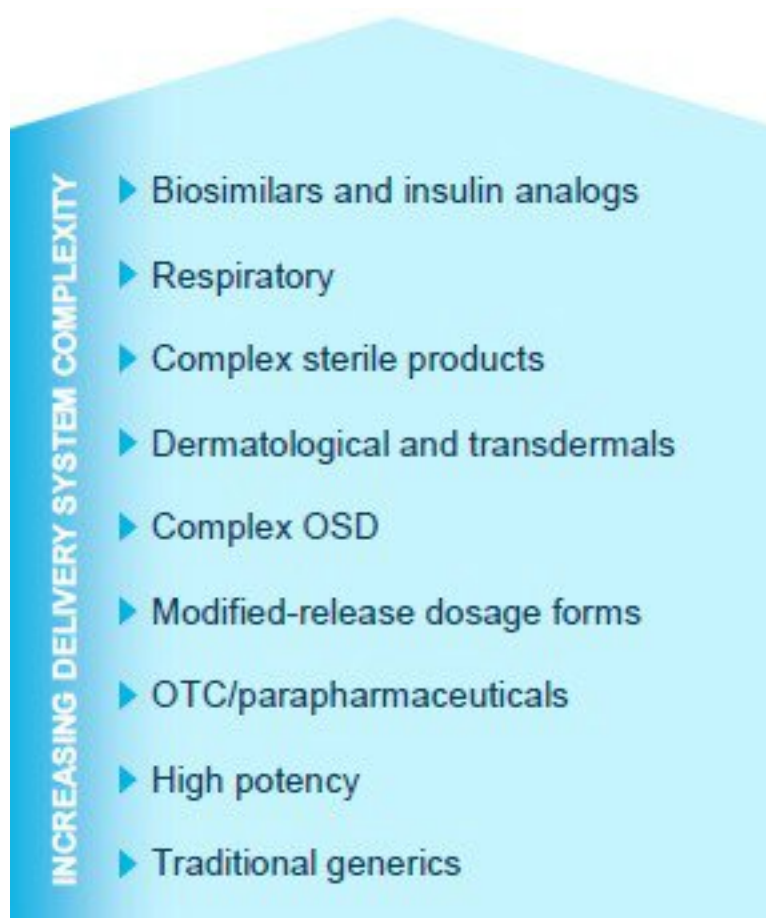 INCREASING DELIVERY SYSTEM COMPLEXITY
Biosimilars and insulin analogs
Respiratory
Complex sterile products
Dermatological and transdermals
Complex OSD
Modified-release dosage forms
OTC/parapharmaceuticals
High potency
Traditional generics